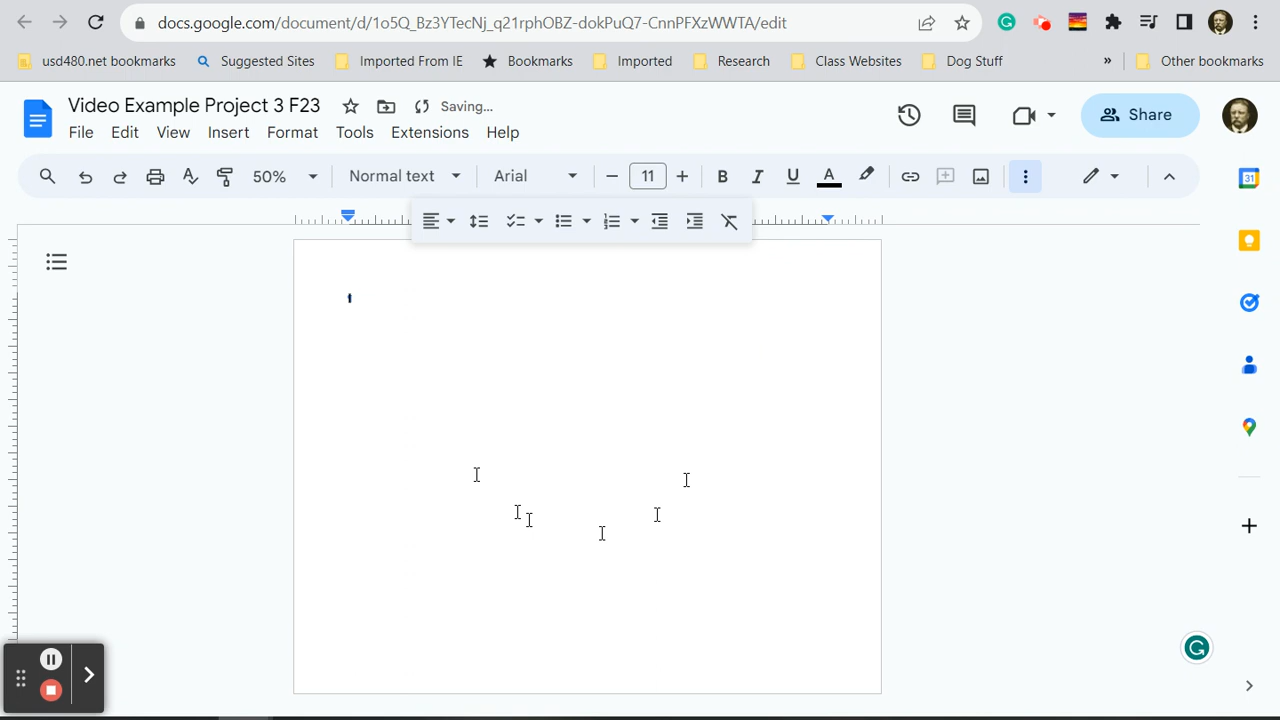 docs.google.com/document/d/1o5Q_Bz3YTecNj_q21rphOBZ-dokPuQ7-CnnPFXzWWTA/edit
usd480.net bookmarks Suggested Sites Imported From IE Bookmarks Imported Research Class Websites Dog Stuff » Other bookmarks
Video Example Project 3 F23 Saving...
File Edit View Insert Format Tools Extensions Help
Share
50% Normal text Arial 11 B I U A
31